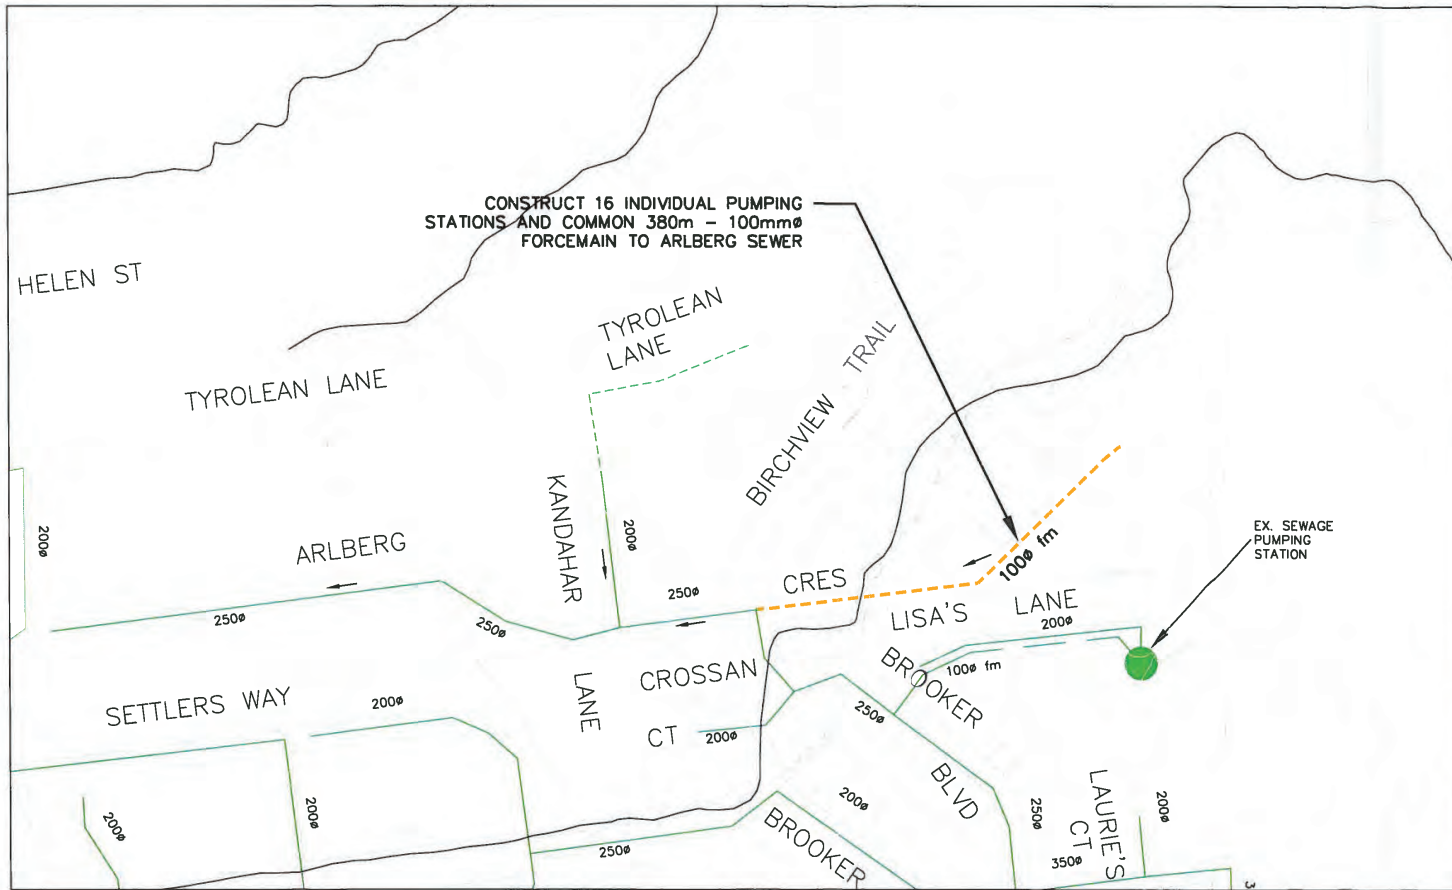 CONSTRUCT 16 INDIVIDUAL PUMPING
STATIONS AND COMMON 380m – 100mmø
FORCEMAIN TO ARLBERG SEWER
HELEN ST
TYROLEAN
LANE
TYROLEAN LANE
BIRCHVIEW TRAIL
KANDAHAR
200ø
200ø
ARLBERG
250ø
250ø
250ø
CRES
100ø fm
EX. SEWAGE
PUMPING
STATION
LISA'S LANE
200ø
100ø fm
BROOKER
CROSSAN
LANE
CT
200ø
250ø
SETTLERS WAY
200ø
BLVD
200ø
200ø
200ø
250ø
BROOKER
250ø
LAURIE'S
CT
200ø
350ø
3